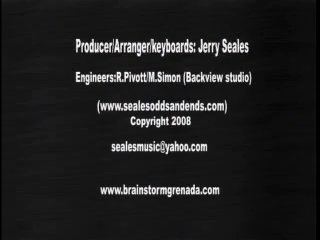 Producer/Arranger/keyboards: Jerry Seales
Engineers:R.Pivott/M.Simon (Backview studio)
(www.sealesoddsandends.com)
Copyright 2008
sealesmusic@yahoo.com
www.brainstormgrenada.com